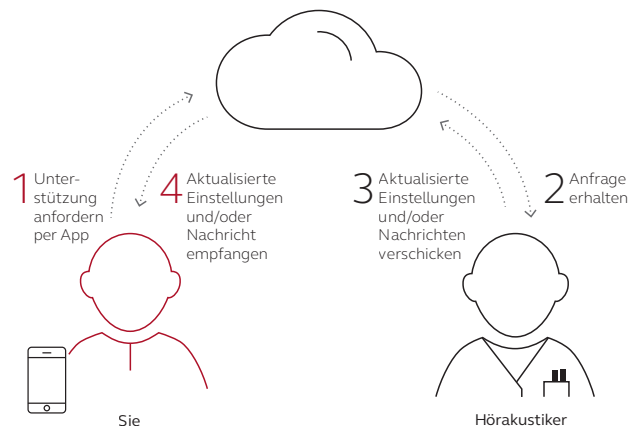 1 Unter-
stützung
anfordern
per App
4 Aktualisierte
Einstellungen
und/oder
Nachricht
empfangen
3 Aktualisierte
Einstellungen
und/oder
Nachrichten
verschicken
2 Anfrage
erhalten
Sie
Hörakustiker